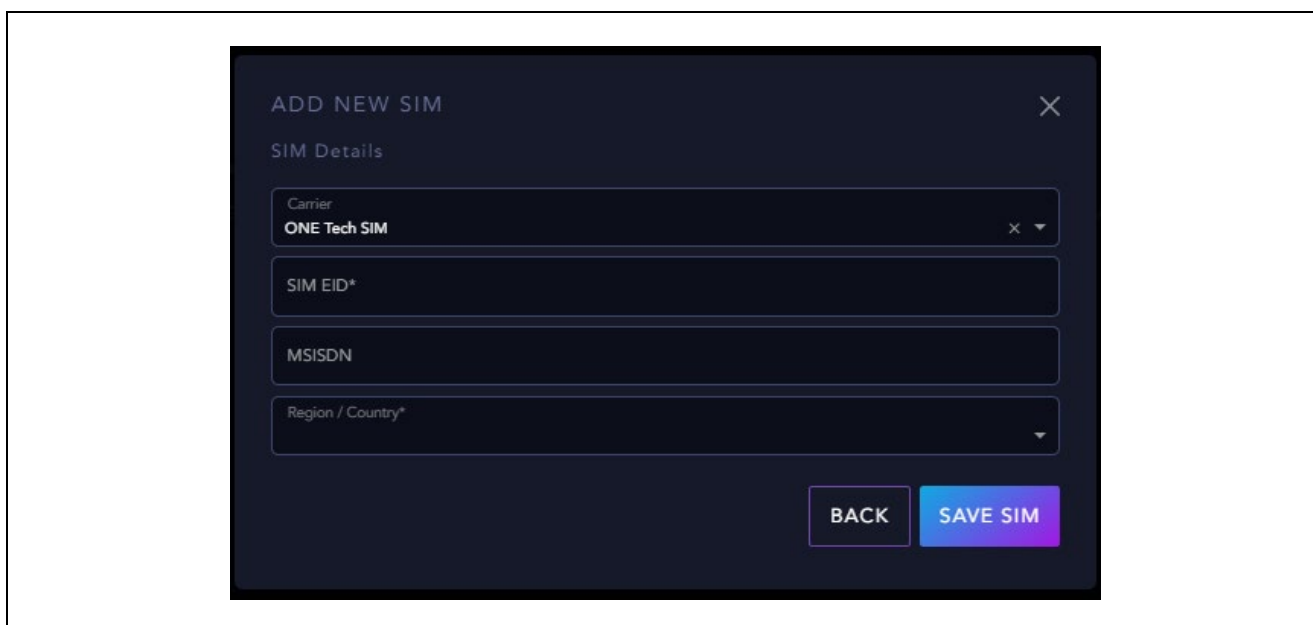 ADD NEW SIM
SIM Details
Carrier
ONE Tech SIM
SIM EID*
MSISDN
Region / Country*
BACK
SAVE SIM